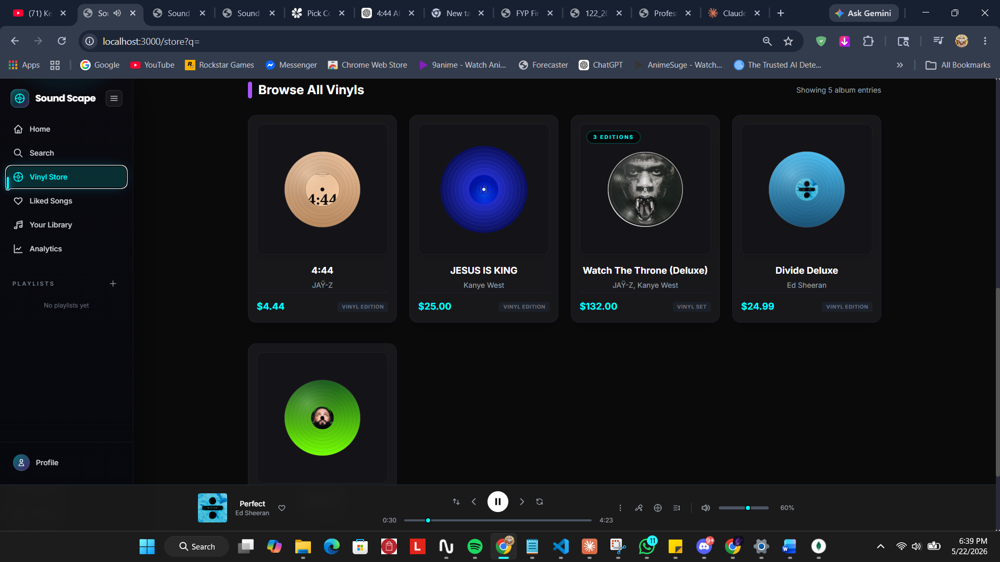 (71) Ke
Sou
Sound
Sound
Pick Co
4:44 Al
New ta
FYP Fir
122_20
Profess
Claude
Ask Gemini
localhost:3000/store?q=
Apps
Google
YouTube
Rockstar Games
Messenger
Chrome Web Store
9anime - Watch Ani...
Forecaster
ChatGPT
AnimeSuge - Watch...
The Trusted AI Dete...
All Bookmarks
Sound Scape
Home
Search
Vinyl Store
Liked Songs
Your Library
Analytics
PLAYLISTS
No playlists yet
Profile
Browse All Vinyls
Showing 5 album entries
4:44
4:44
JAŸ-Z
$4.44
VINYL EDITION
JESUS IS KING
Kanye West
$25.00
VINYL EDITION
3 EDITIONS
Watch The Throne (Deluxe)
JAŸ-Z, Kanye West
$132.00
VINYL SET
Divide Deluxe
Ed Sheeran
$24.99
VINYL EDITION
Perfect
Ed Sheeran
0:30
4:23
60%
Search
L
11
9+
6:39 PM
5/22/2026